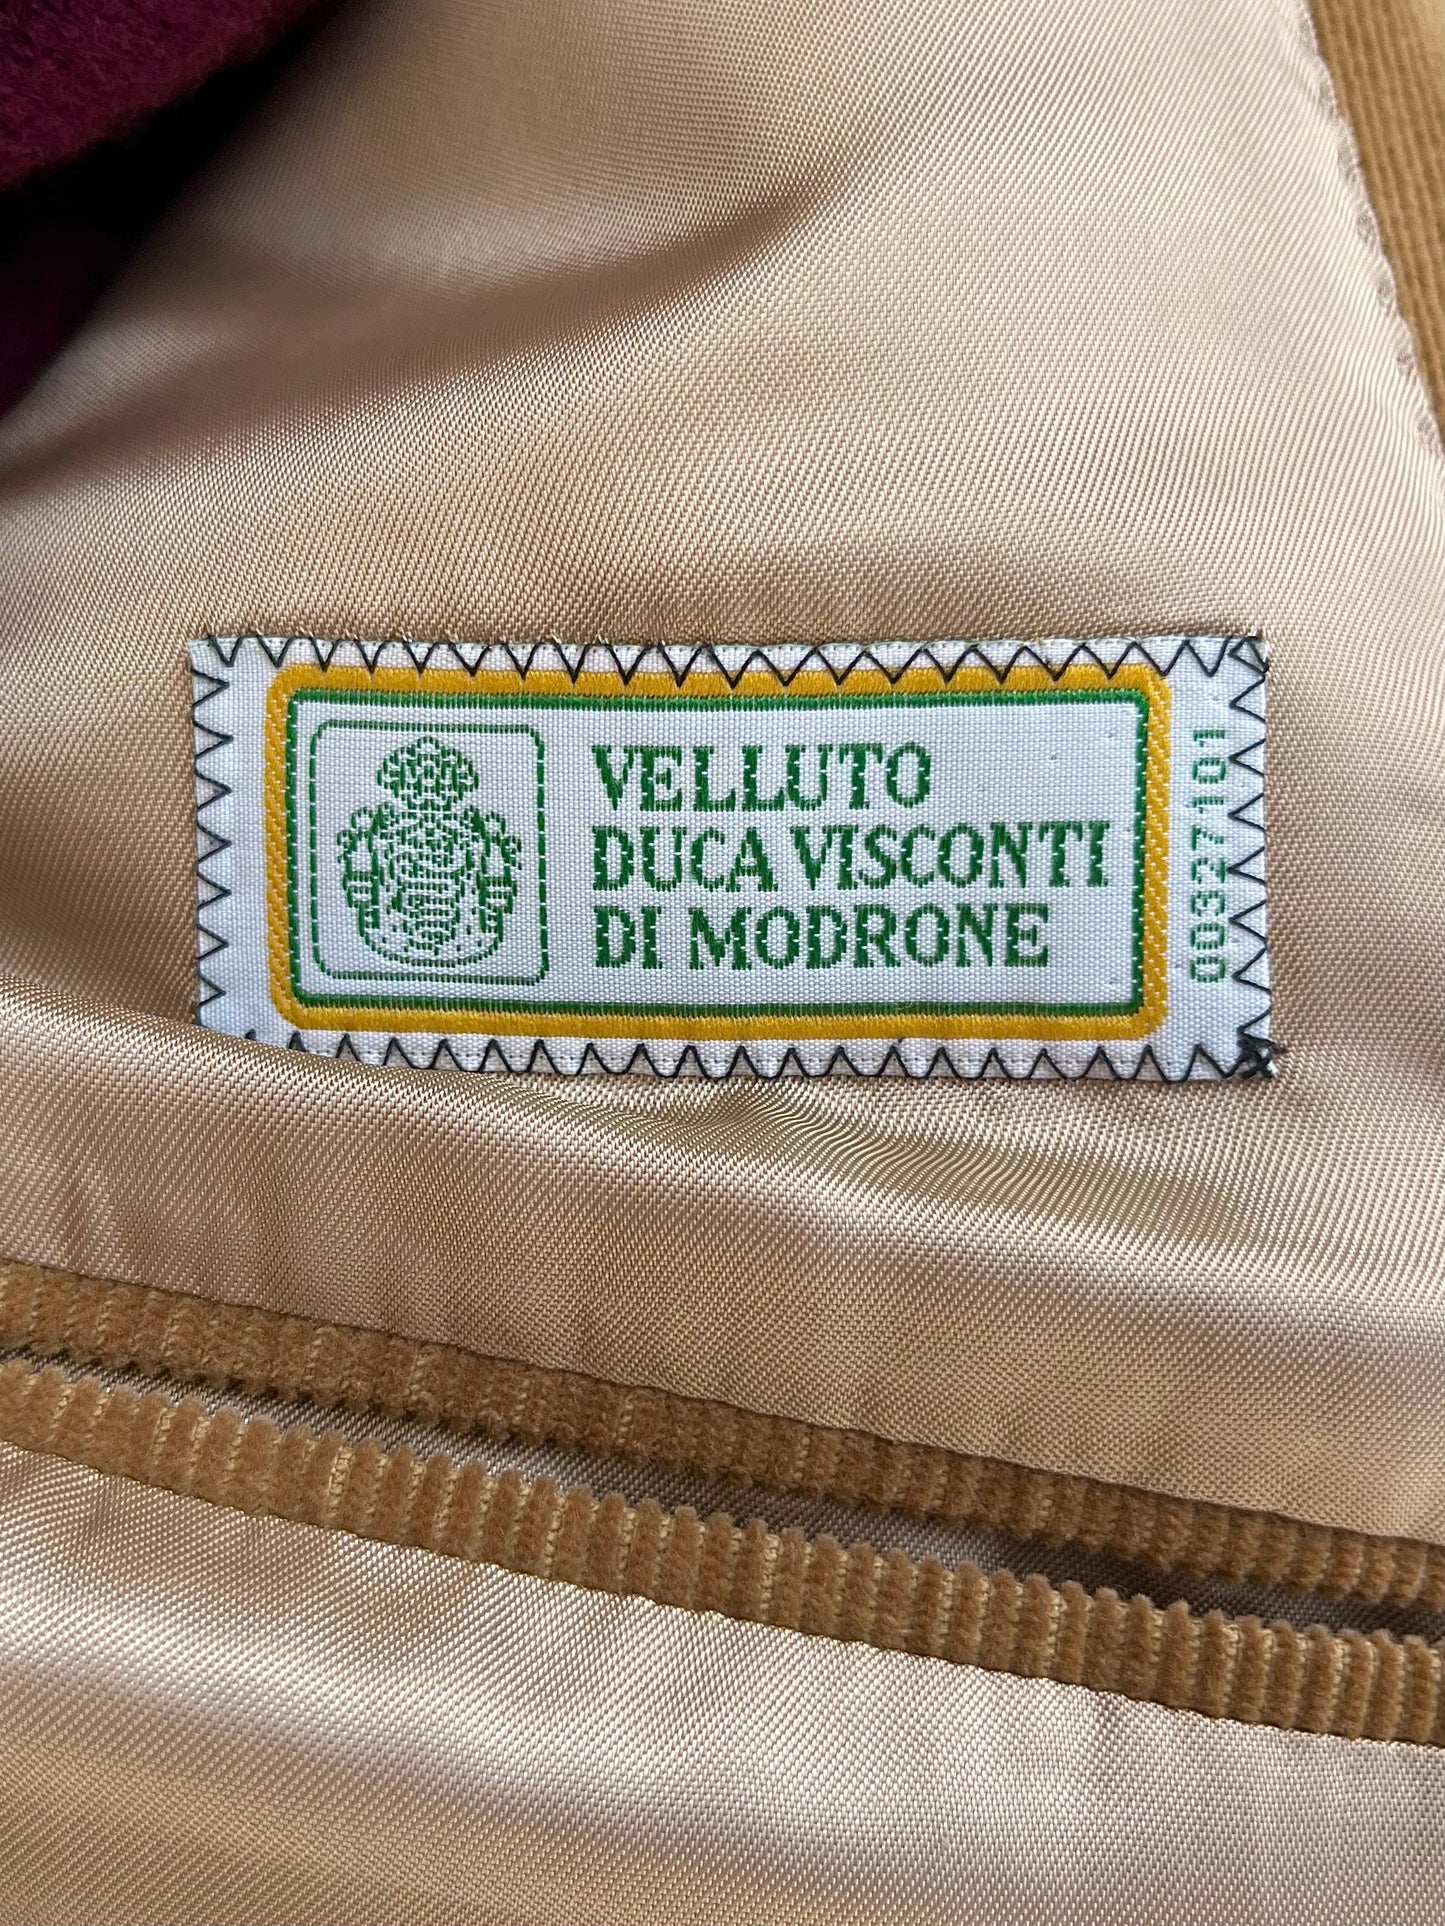 VELLUTO
DUCA VISCONTI
DI MODRONE
00327101